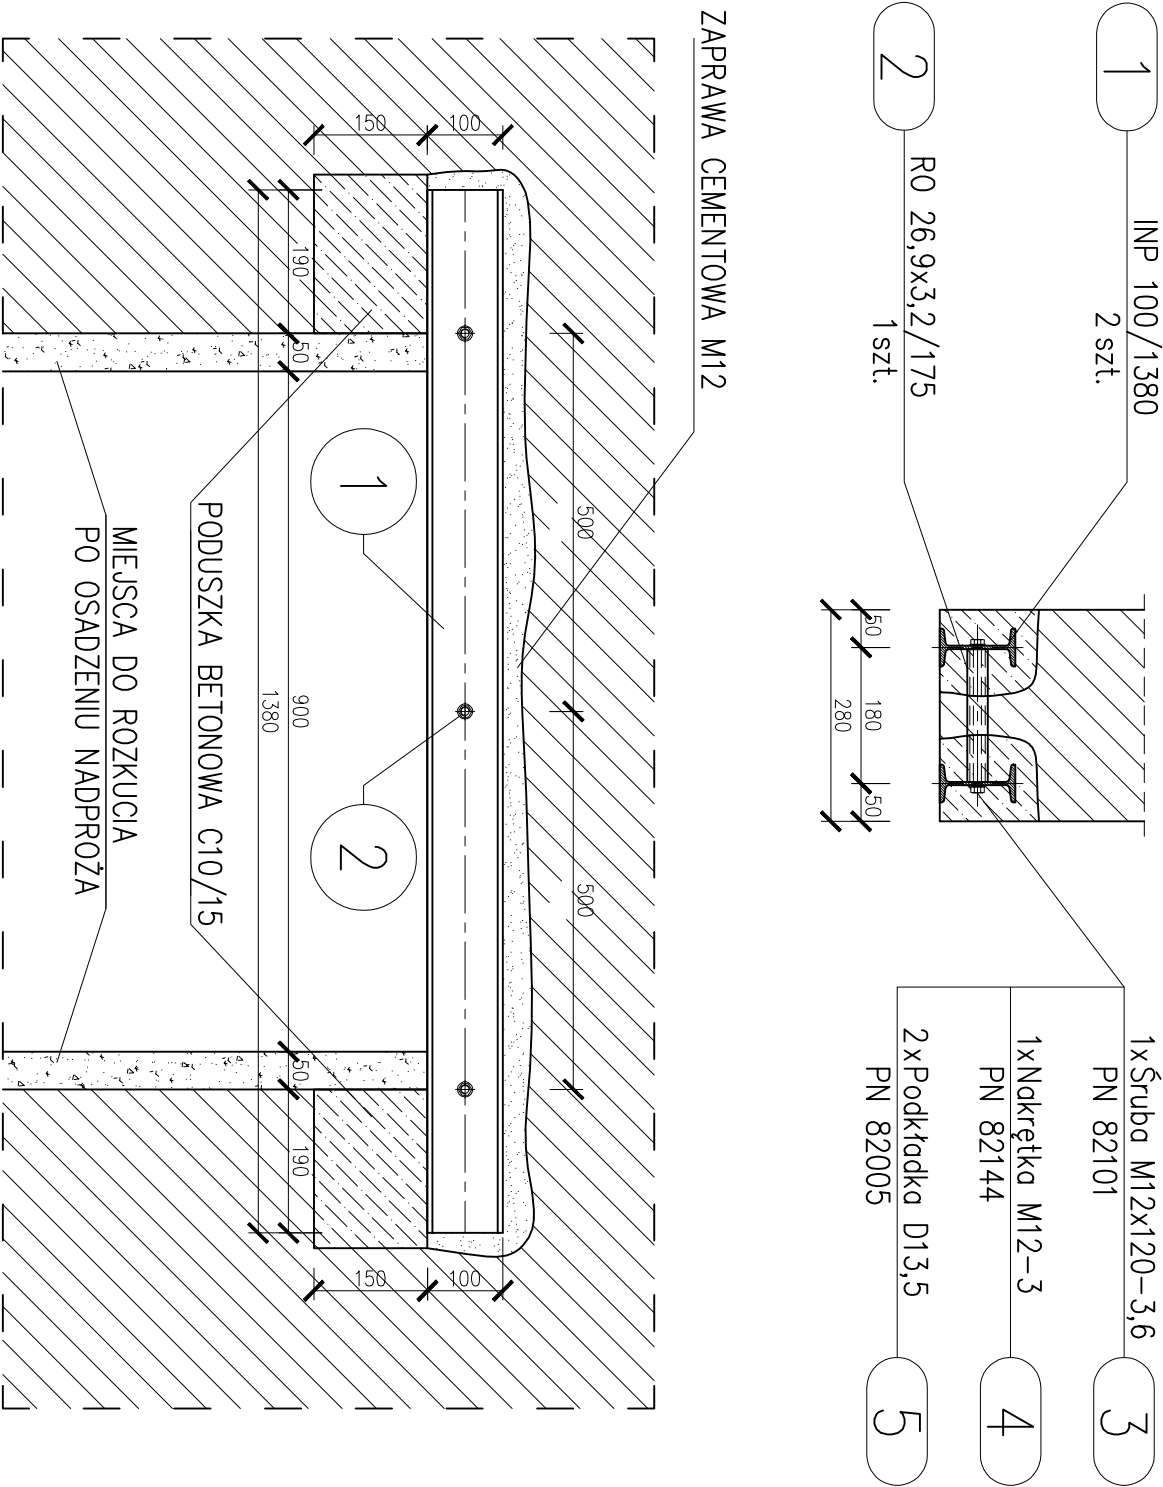 1
INP 100/1380
2 szt.
2
RO 26,9x3,2/175
1szt.
50
180
50
280
1xŚruba M12x120-3,6
PN 82101
3
1xNakrętka M12-3
PN 82144
4
2xPodkładka D13,5
PN 82005
5
ZAPRAWA CEMENTOWA M12
500
500
100
150
100
150
1
2
190
50
900
50
190
1380
PODUSZKA BETONOWA C10/15
MIEJSCA DO ROZKUCIA
PO OSADZENIU NADPROŻA